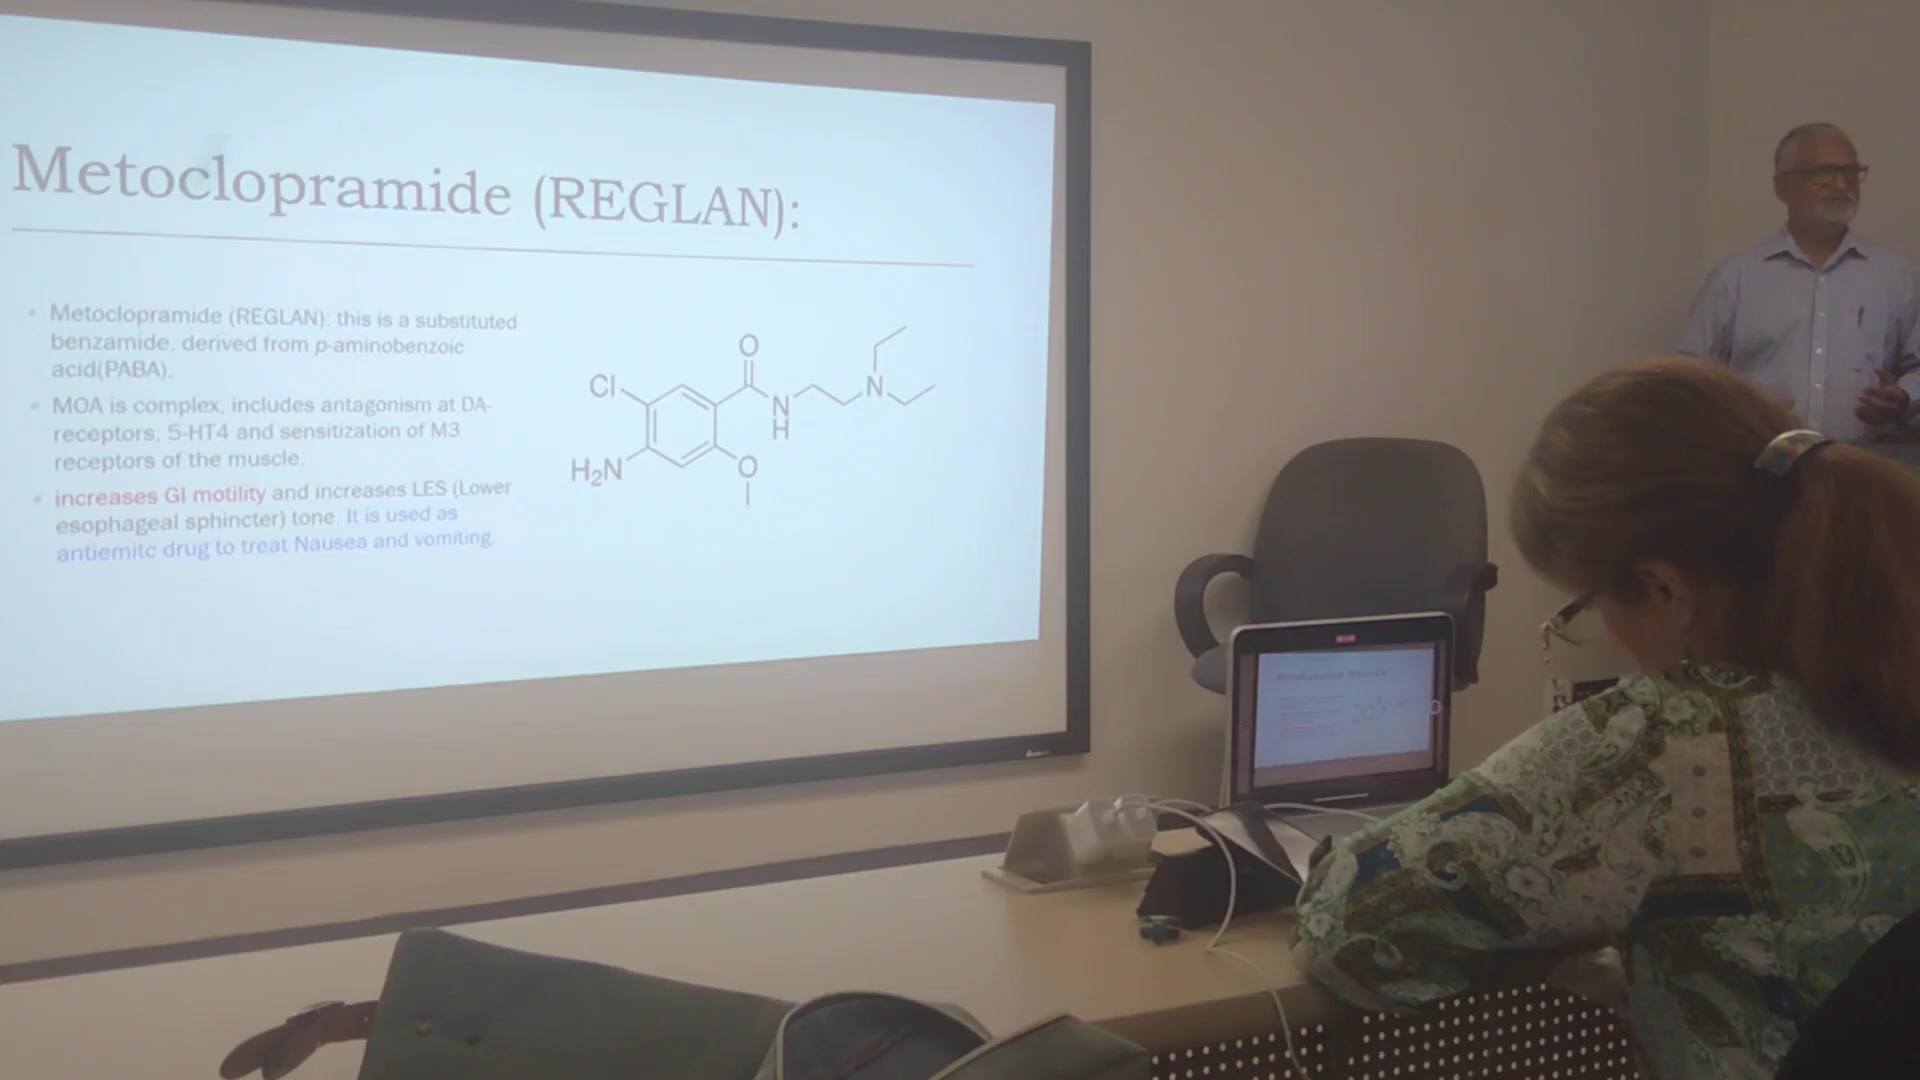 Metoclopramide (REGLAN):
Metoclopramide (REGLAN): this is a substituted
benzamide, derived from p-aminobenzoic
acid(PABA).
MOA is complex, includes antagonism at DA-
receptors, 5-HT4 and sensitization of M3
receptors of the muscle.
increases GI motility and increases LES (Lower
esophageal sphincter) tone. It is used as
antiemitc drug to treat Nausea and vomiting.
O
Cl
N
N
H
H₂N
O
Metoclopramide (REGLAN):